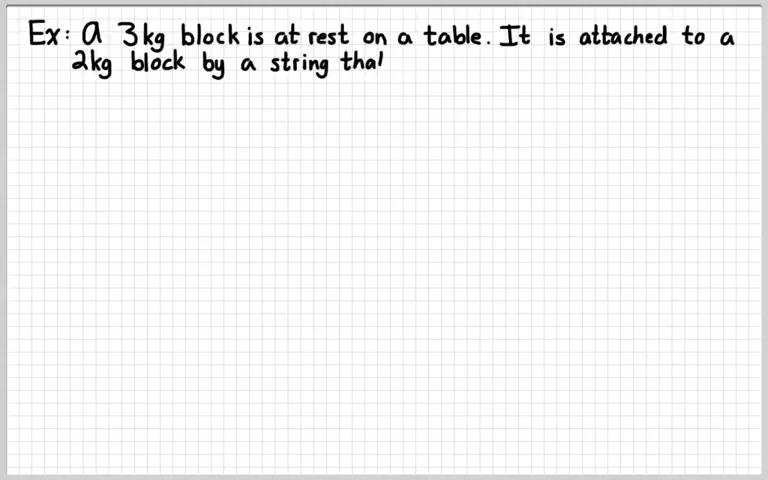 Ex: A 3kg block is at rest on a table. It is attached to a
2kg block by a string